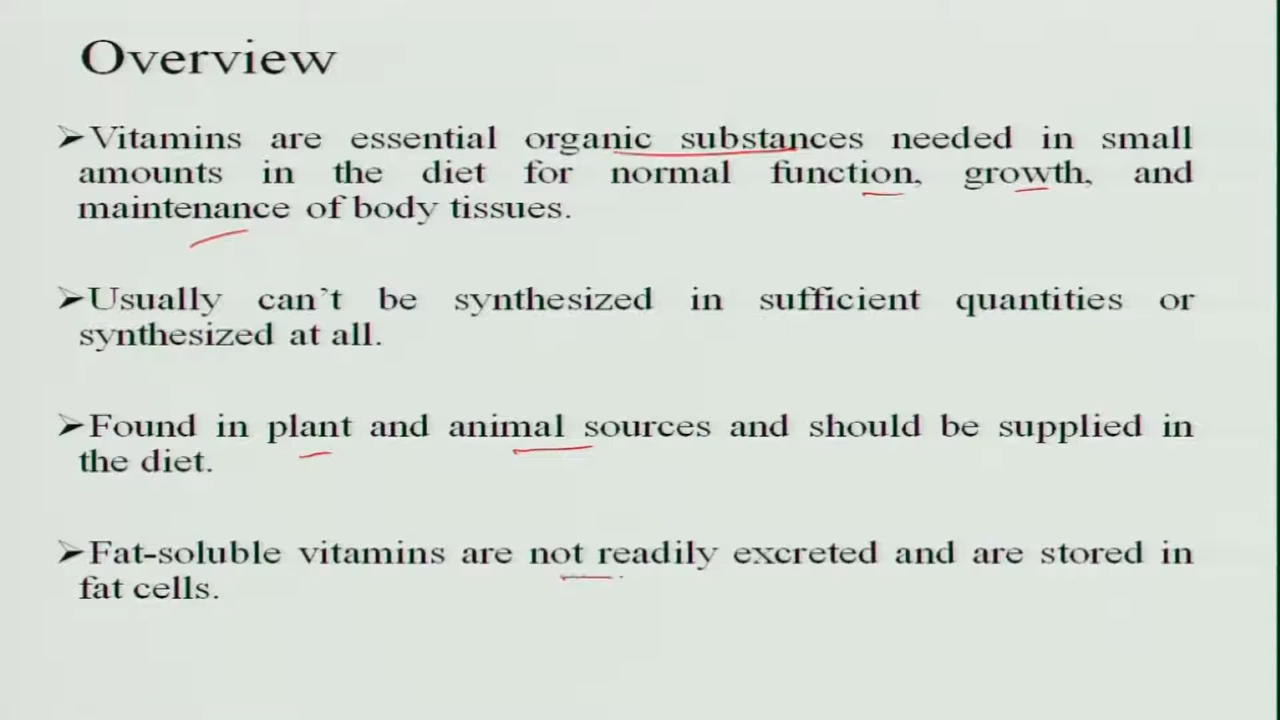 Overview
➢Vitamins are essential organic substances needed in small
amounts in the diet for normal function, growth, and
maintenance of body tissues.
➢Usually can’t be synthesized in sufficient quantities or
synthesized at all.
➢Found in plant and animal sources and should be supplied in
the diet.
➢Fat-soluble vitamins are not readily excreted and are stored in
fat cells.